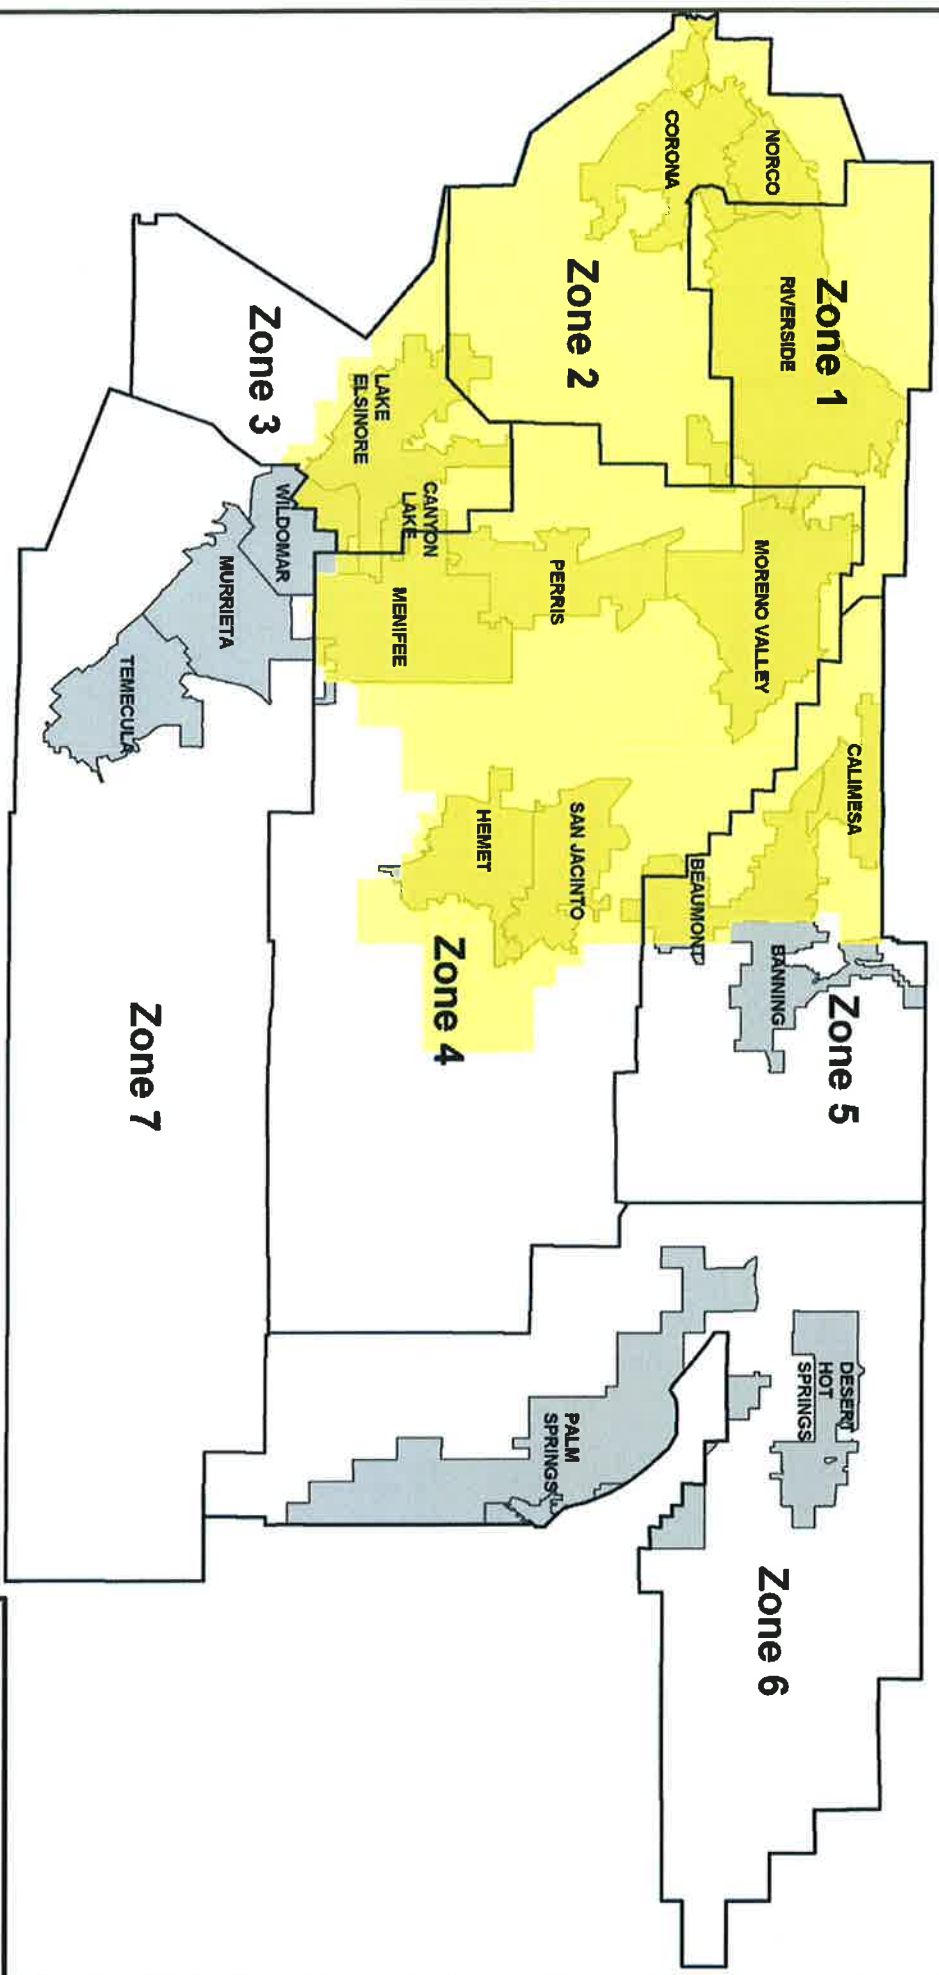 Zone 1
RIVERSIDE
NORCO
CORONA
Zone 2
MORENO VALLEY
PERRIS
CANYON
LAKE
MENIFEE
LAKE
ELSINORE
Zone 3
WILDOMAR
MURRIETA
TEMECULA
CALIMESA
BEAUMONT
BANNING
Zone 5
SAN JACINTO
HEMET
Zone 4
Zone 7
DESERT
HOT
SPRINGS
PALM
SPRINGS
Zone 6